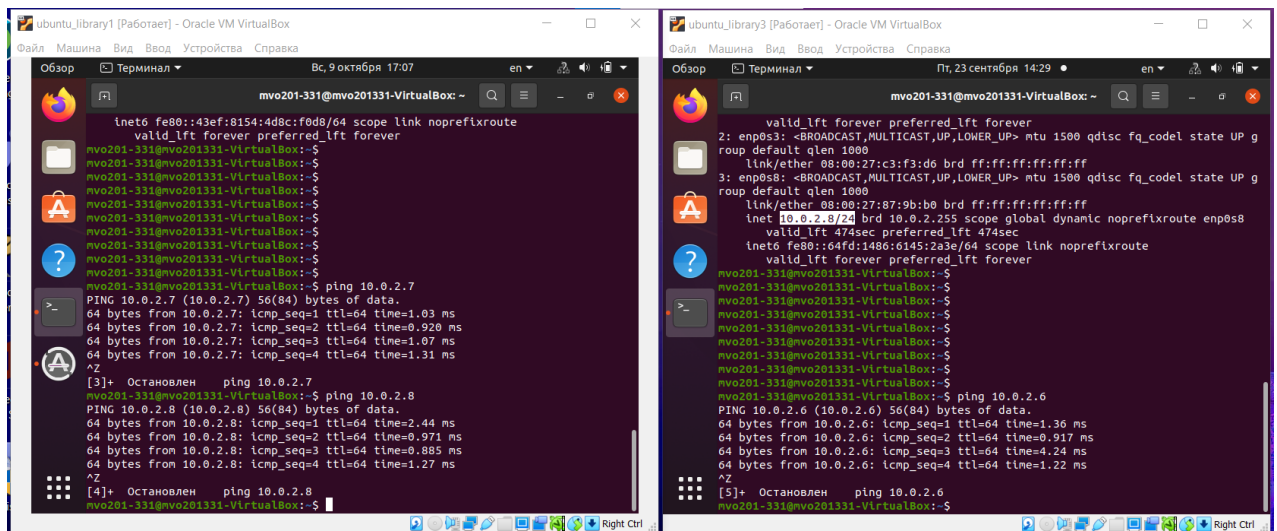 ubuntu_library1 [Работает] - Oracle VM VirtualBox
Файл Машина Вид Ввод Устройства Справка
Обзор Терминал Вс, 9 октября 17:07 en
mvo201-331@mvo201331-VirtualBox: ~
inet6 fe80::43ef:8154:4d8c:f0d8/64 scope link noprefixroute
valid_lft forever preferred_lft forever
mvo201-331@mvo201331-VirtualBox:~$
mvo201-331@mvo201331-VirtualBox:~$
mvo201-331@mvo201331-VirtualBox:~$
mvo201-331@mvo201331-VirtualBox:~$
mvo201-331@mvo201331-VirtualBox:~$
mvo201-331@mvo201331-VirtualBox:~$
mvo201-331@mvo201331-VirtualBox:~$
mvo201-331@mvo201331-VirtualBox:~$
mvo201-331@mvo201331-VirtualBox:~$
mvo201-331@mvo201331-VirtualBox:~$
mvo201-331@mvo201331-VirtualBox:~$ ping 10.0.2.7
PING 10.0.2.7 (10.0.2.7) 56(84) bytes of data.
64 bytes from 10.0.2.7: icmp_seq=1 ttl=64 time=1.03 ms
64 bytes from 10.0.2.7: icmp_seq=2 ttl=64 time=0.920 ms
64 bytes from 10.0.2.7: icmp_seq=3 ttl=64 time=1.07 ms
64 bytes from 10.0.2.7: icmp_seq=4 ttl=64 time=1.31 ms
^Z
[3]+ Остановлен ping 10.0.2.7
mvo201-331@mvo201331-VirtualBox:~$ ping 10.0.2.8
PING 10.0.2.8 (10.0.2.8) 56(84) bytes of data.
64 bytes from 10.0.2.8: icmp_seq=1 ttl=64 time=2.44 ms
64 bytes from 10.0.2.8: icmp_seq=2 ttl=64 time=0.971 ms
64 bytes from 10.0.2.8: icmp_seq=3 ttl=64 time=0.885 ms
64 bytes from 10.0.2.8: icmp_seq=4 ttl=64 time=1.27 ms
^Z
[4]+ Остановлен ping 10.0.2.8
mvo201-331@mvo201331-VirtualBox:~$
Right Ctrl
ubuntu_library3 [Работает] - Oracle VM VirtualBox
Файл Машина Вид Ввод Устройства Справка
Обзор Терминал Пт, 23 сентября 14:29 en
mvo201-331@mvo201331-VirtualBox: ~
valid_lft forever preferred_lft forever
2: enp0s3: <BROADCAST,MULTICAST,UP,LOWER_UP> mtu 1500 qdisc fq_codel state UP g
roup default qlen 1000
link/ether 08:00:27:c3:f3:d6 brd ff:ff:ff:ff:ff:ff
3: enp0s8: <BROADCAST,MULTICAST,UP,LOWER_UP> mtu 1500 qdisc fq_codel state UP g
roup default qlen 1000
link/ether 08:00:27:87:9b:b0 brd ff:ff:ff:ff:ff:ff
inet 10.0.2.8/24 brd 10.0.2.255 scope global dynamic noprefixroute enp0s8
valid_lft 474sec preferred_lft 474sec
inet6 fe80::64fd:1486:6145:2a3e/64 scope link noprefixroute
valid_lft forever preferred_lft forever
mvo201-331@mvo201331-VirtualBox:~$
mvo201-331@mvo201331-VirtualBox:~$
mvo201-331@mvo201331-VirtualBox:~$
mvo201-331@mvo201331-VirtualBox:~$
mvo201-331@mvo201331-VirtualBox:~$
mvo201-331@mvo201331-VirtualBox:~$
mvo201-331@mvo201331-VirtualBox:~$
mvo201-331@mvo201331-VirtualBox:~$
mvo201-331@mvo201331-VirtualBox:~$
mvo201-331@mvo201331-VirtualBox:~$ ping 10.0.2.6
PING 10.0.2.6 (10.0.2.6) 56(84) bytes of data.
64 bytes from 10.0.2.6: icmp_seq=1 ttl=64 time=1.36 ms
64 bytes from 10.0.2.6: icmp_seq=2 ttl=64 time=0.917 ms
64 bytes from 10.0.2.6: icmp_seq=3 ttl=64 time=4.24 ms
64 bytes from 10.0.2.6: icmp_seq=4 ttl=64 time=1.22 ms
^Z
[5]+ Остановлен ping 10.0.2.6
mvo201-331@mvo201331-VirtualBox:~$
Right Ctrl